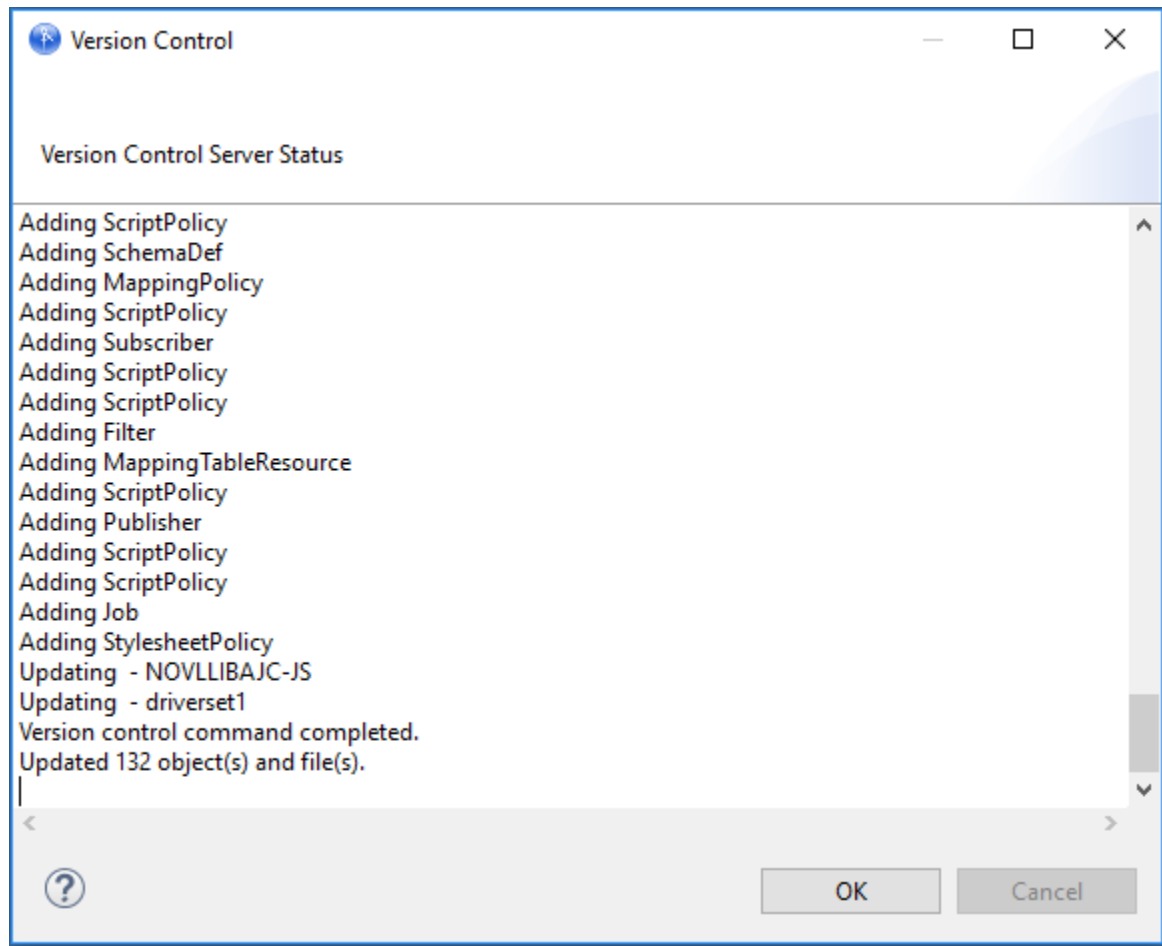 Version Control
Version Control Server Status
Adding ScriptPolicy
Adding SchemaDef
Adding MappingPolicy
Adding ScriptPolicy
Adding Subscriber
Adding ScriptPolicy
Adding ScriptPolicy
Adding Filter
Adding MappingTableResource
Adding ScriptPolicy
Adding Publisher
Adding ScriptPolicy
Adding ScriptPolicy
Adding Job
Adding StylesheetPolicy
Updating  - NOVLLIBAJC-JS
Updating  - driverset1
Version control command completed.
Updated 132 object(s) and file(s).
?
OK
Cancel